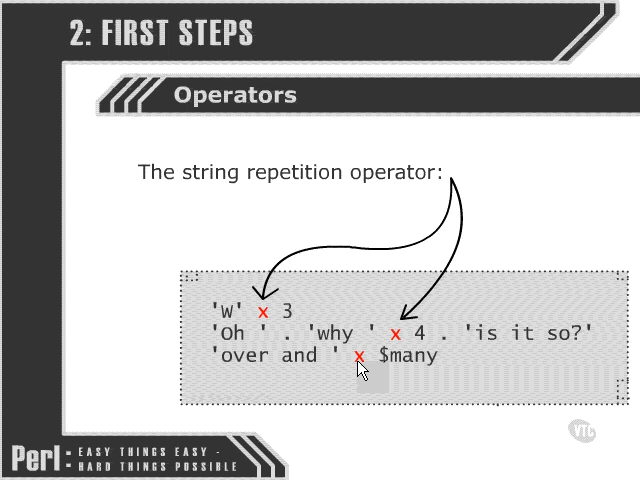 2: FIRST STEPS
Operators
The string repetition operator:
'W' x 3
'Oh ' . 'why ' x 4 . 'is it so?'
'over and ' x $many
VTC
Perl: EASY THINGS EASY -
HARD THINGS POSSIBLE